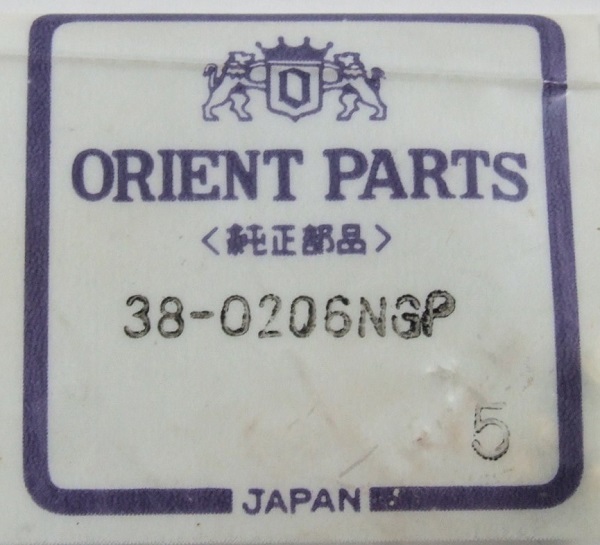 O
ORIENT PARTS
〈純正部品〉
38-0206NGP
5
JAPAN